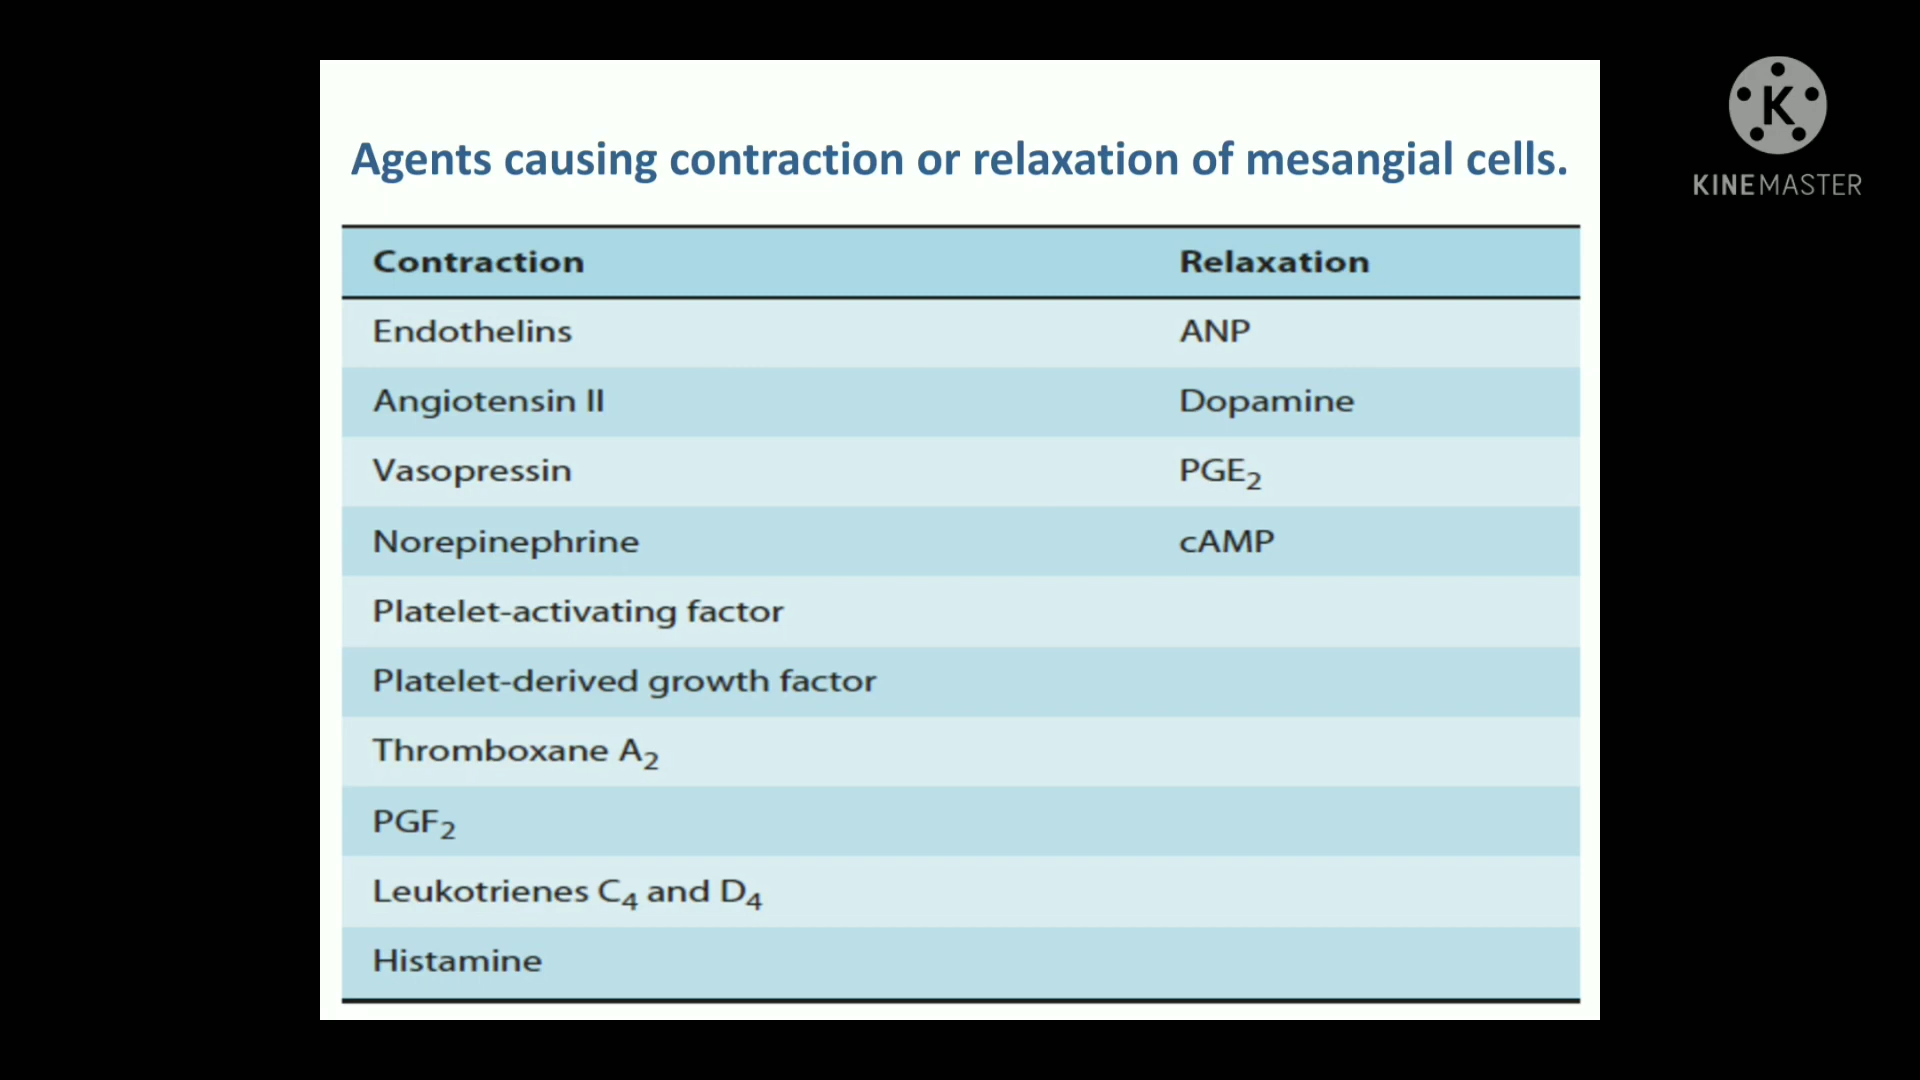 Agents causing contraction or relaxation of mesangial cells.
K
KINEMASTER
Contraction Relaxation
Endothelins ANP
Angiotensin II Dopamine
Vasopressin PGE₂
Norepinephrine cAMP
Platelet-activating factor
Platelet-derived growth factor
Thromboxane A₂
PGF₂
Leukotrienes C₄ and D₄
Histamine